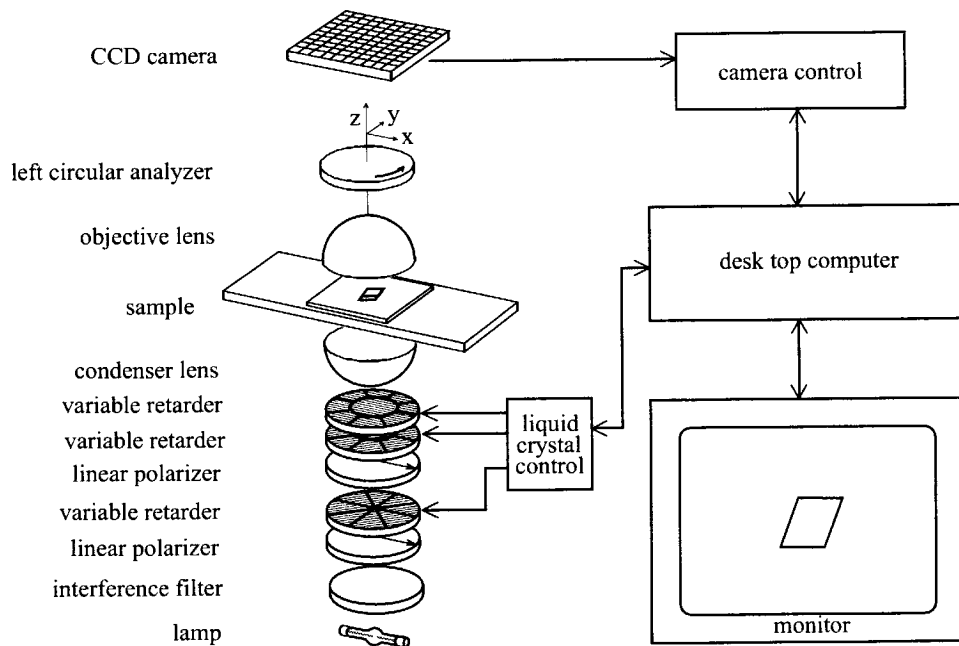 CCD camera
camera control
z
y
x
left circular analyzer
objective lens
desk top computer
sample
condenser lens
variable retarder
liquid
crystal
control
variable retarder
linear polarizer
variable retarder
linear polarizer
interference filter
lamp
monitor